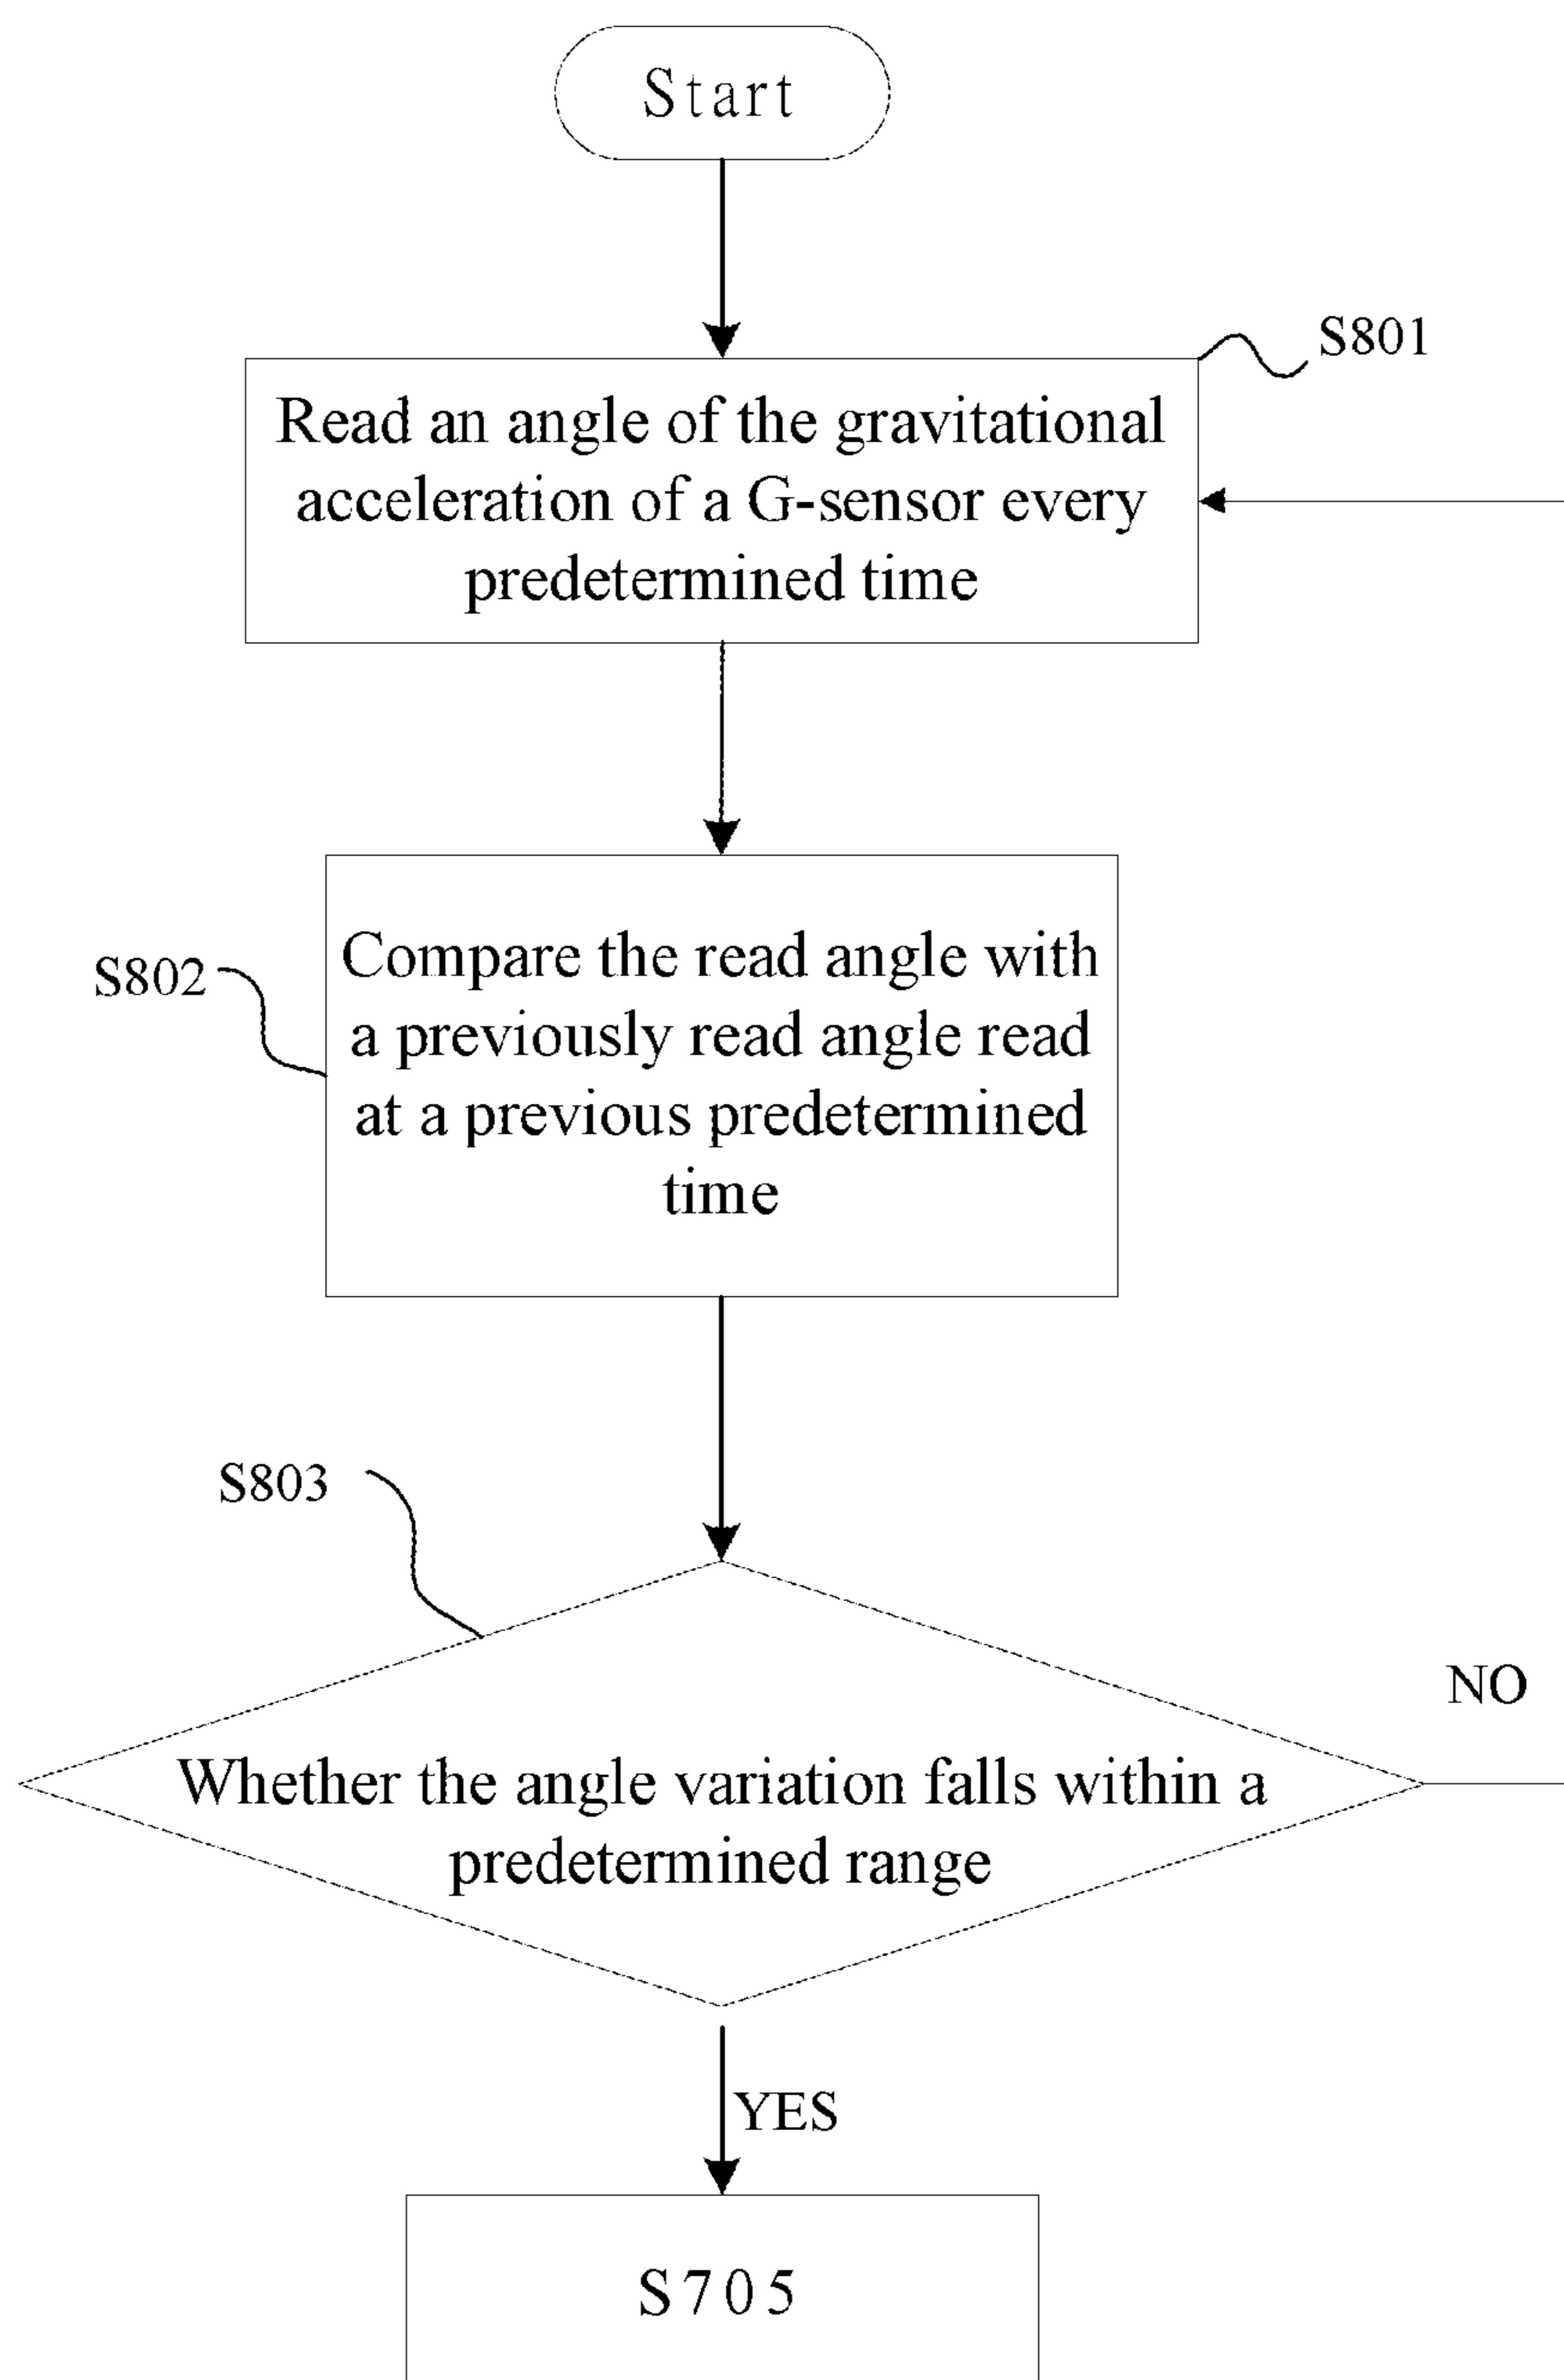 Start
S801
Read an angle of the gravitational
acceleration of a G-sensor every
predetermined time
S802
Compare the read angle with
a previously read angle read
at a previous predetermined
time
S803
NO
Whether the angle variation falls within a
predetermined range
YES
S705